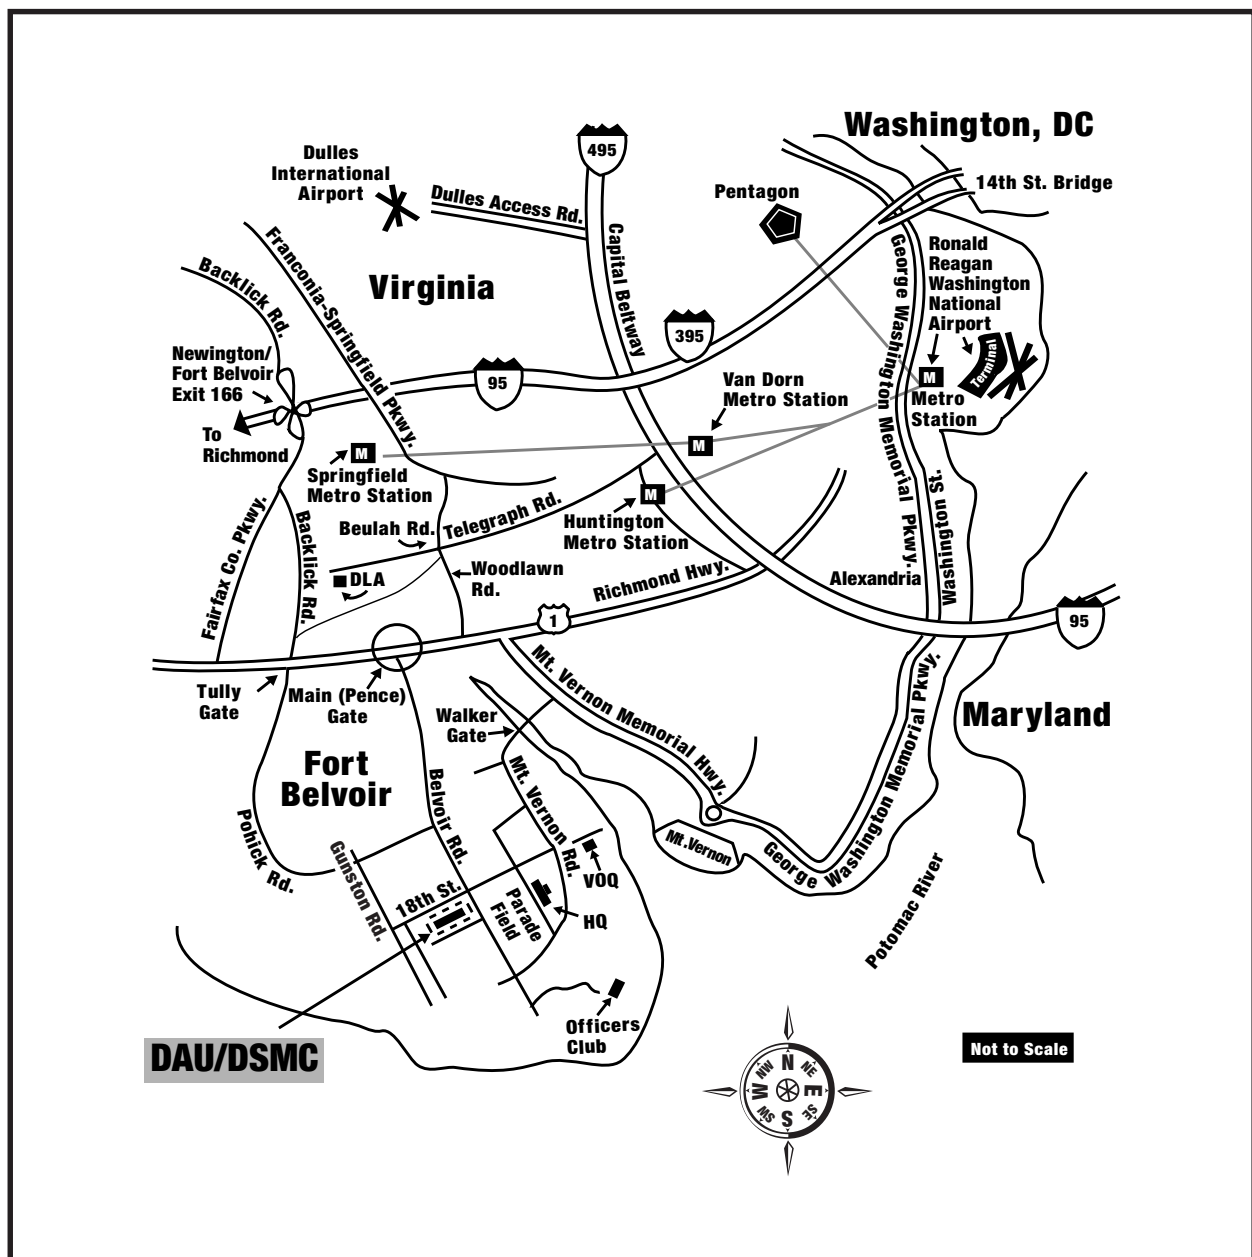 Washington, DC
495
Dulles
International
Airport
Dulles Access Rd.
Pentagon
14th St. Bridge
Franconia-Springfield Pkwy.
Backlick Rd.
Virginia
Capital Beltway
George Washington Memorial Pkwy.
Ronald
Reagan
Washington
National
Airport
395
Terminal
Newington/
Fort Belvoir
Exit 166
95
Van Dorn
Metro Station
M
Metro
Station
To
Richmond
M
M
Springfield
Metro Station
M
Huntington
Metro Station
Telegraph Rd.
Beulah Rd.
Washington St.
Fairfax Co. Pkwy.
Backlick Rd.
DLA
Woodlawn
Rd.
Richmond Hwy.
Alexandria
1
95
Tully
Gate
Main (Pence)
Gate
Mt. Vernon Memorial Hwy.
Walker
Gate
Maryland
George Washington Memorial Pkwy.
Fort
Belvoir
Belvoir Rd.
Mt. Vernon Rd.
Pohick Rd.
Gunston Rd.
Mt.Vernon
18th St.
Parade
Field
VOQ
HQ
Potomac River
Officers
Club
DAU/DSMC
Not to Scale
N
NE
E
SE
S
SW
W
NW